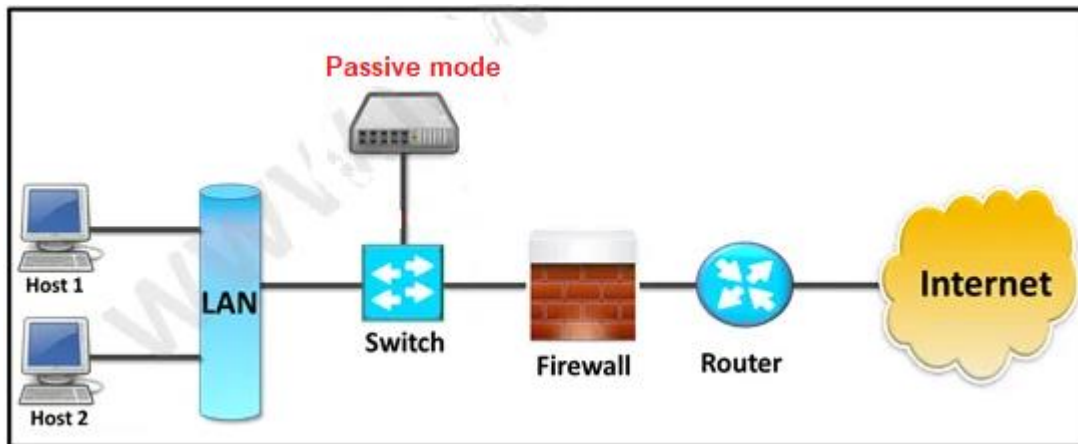 Passive mode
Host 1
LAN
Host 2
Switch
Firewall
Router
Internet